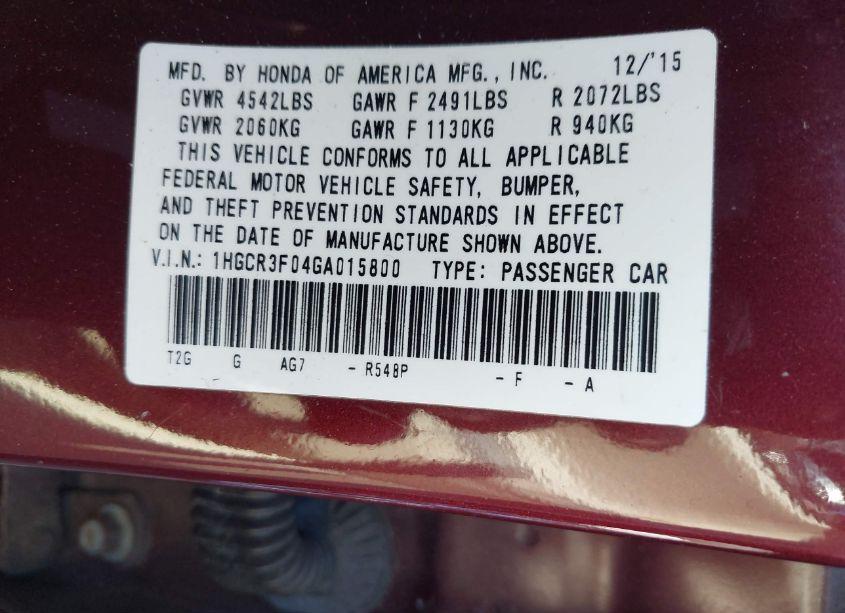 MFD. BY HONDA OF AMERICA MFG., INC. 12/'15
GVWR 4542LBS GAWR F 2491LBS R 2072LBS
GVWR 2060KG GAWR F 1130KG R 940KG
THIS VEHICLE CONFORMS TO ALL APPLICABLE
FEDERAL MOTOR VEHICLE SAFETY, BUMPER,
AND THEFT PREVENTION STANDARDS IN EFFECT
ON THE DATE OF MANUFACTURE SHOWN ABOVE.
V.I.N.: 1HGCR3F04GA015800 TYPE: PASSENGER CAR
T2G G AG7 - R548P - F - A